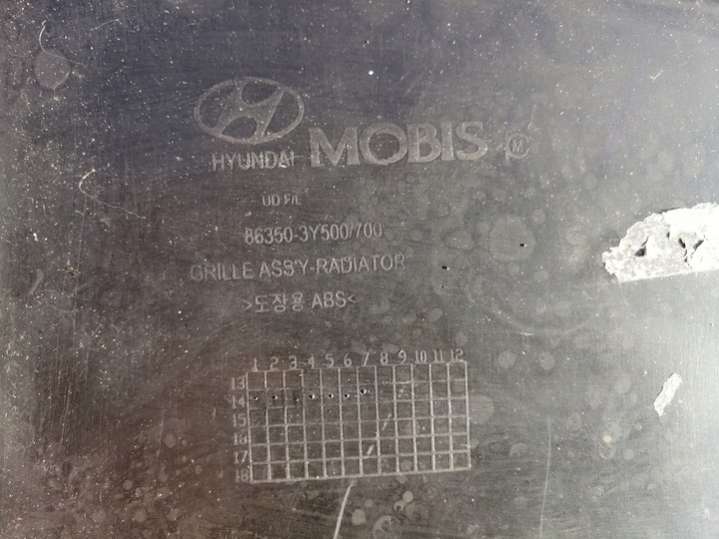 HYUNDAI MOBIS M
UD F/L
86350-3Y500/700
GRILLE ASS'Y-RADIATOR
>도장용 ABS<
1 2 3 4 5 6 7 8 9 10 11 12
13
14
15
16
17
18